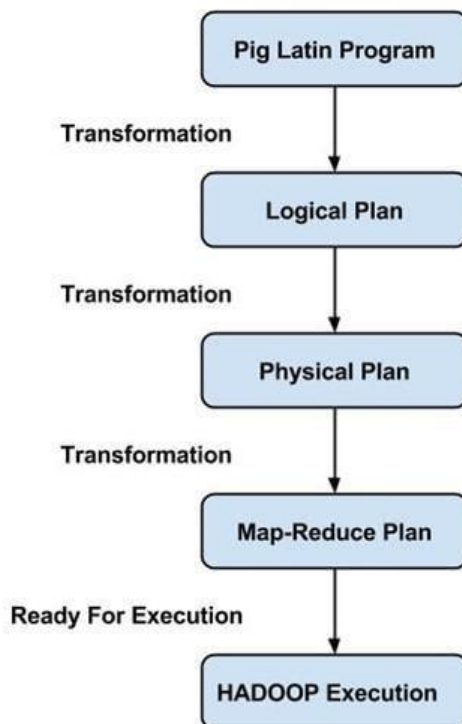 Pig Latin Program
Transformation
Logical Plan
Transformation
Physical Plan
Transformation
Map-Reduce Plan
Ready For Execution
HADOOP Execution